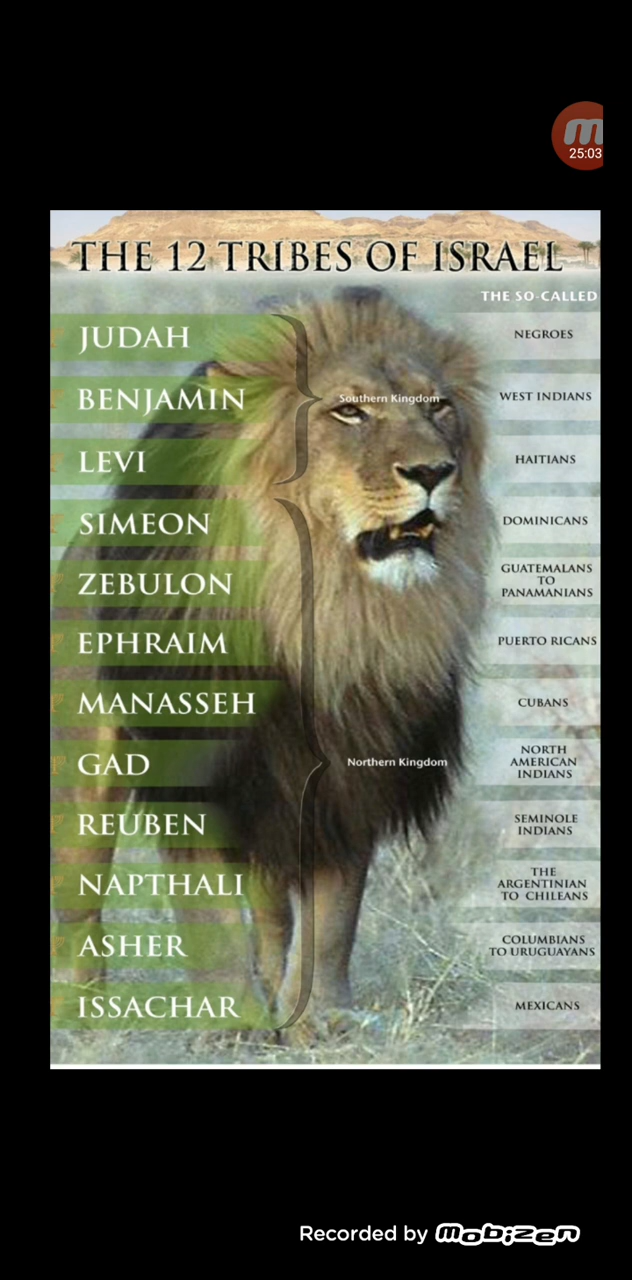 25:03
THE 12 TRIBES OF ISRAEL
THE SO-CALLED
JUDAH
NEGROES
BENJAMIN
Southern Kingdom
WEST INDIANS
LEVI
HAITIANS
SIMEON
DOMINICANS
ZEBULON
GUATEMALANS
TO
PANAMANIANS
EPHRAIM
PUERTO RICANS
MANASSEH
CUBANS
GAD
Northern Kingdom
NORTH
AMERICAN
INDIANS
REUBEN
SEMINOLE
INDIANS
NAPTHALI
THE
ARGENTINIAN
TO CHILEANS
ASHER
COLUMBIANS
TO URUGUAYANS
ISSACHAR
MEXICANS
Recorded by mobizen